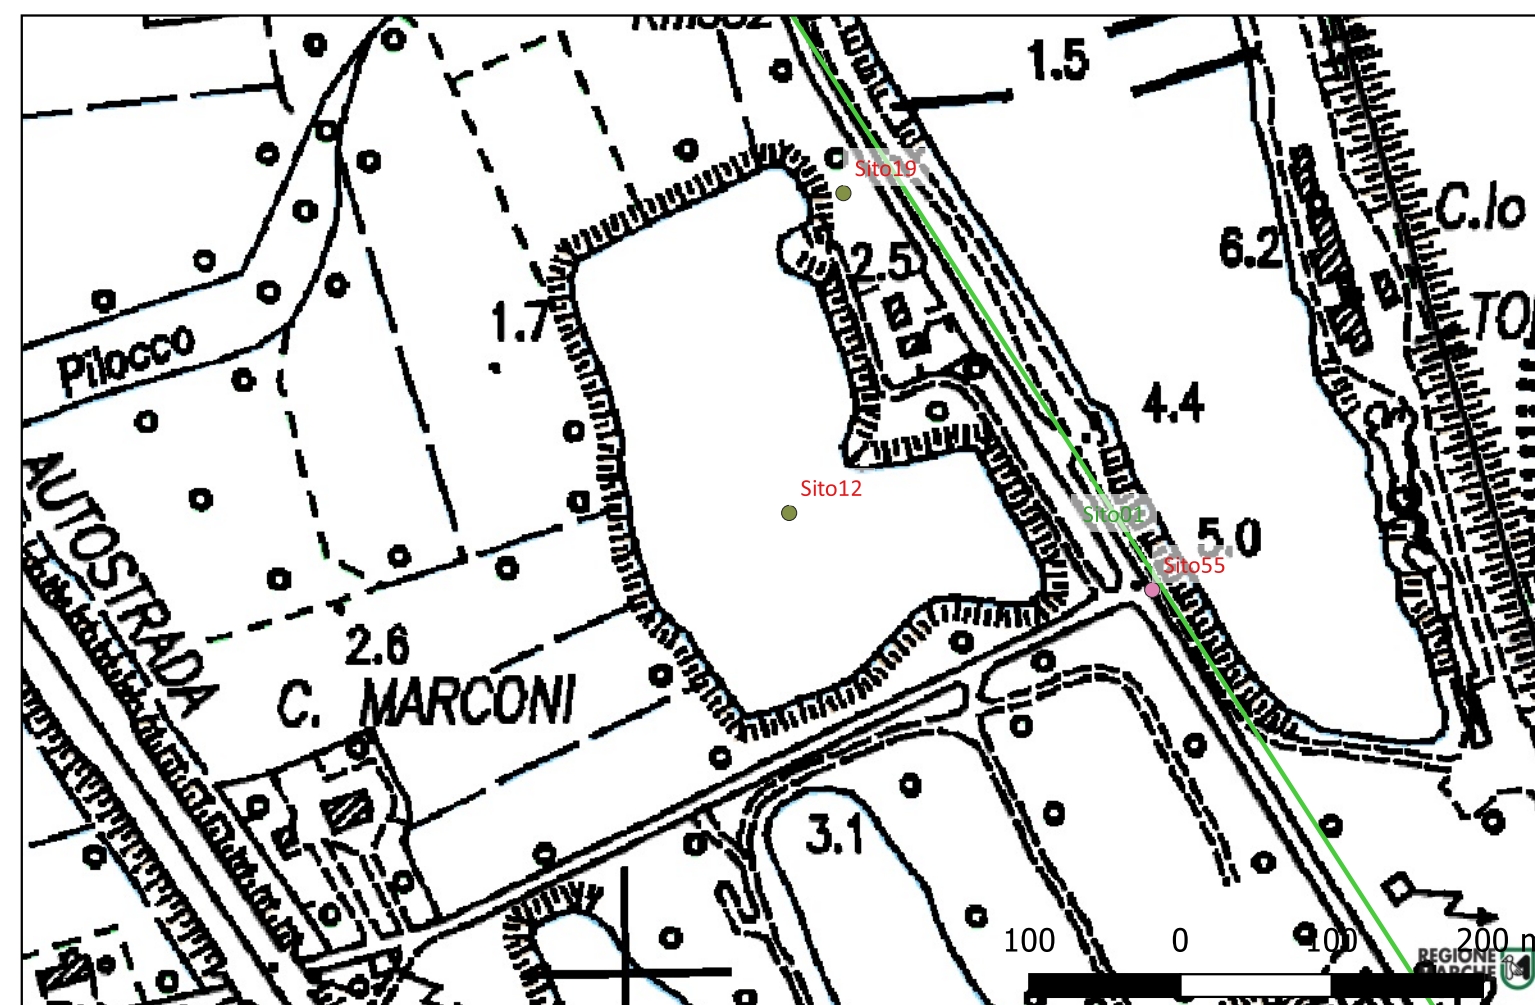 1.5
Sito19
C.lo
2.5
6.2
1.7
Pilocco
4.4
AUTOSTRADA
Sito12
Sito01
5.0
Sito55
2.6
C. MARCONI
3.1
100 0 100 200 m
REGIONE
MARCHE